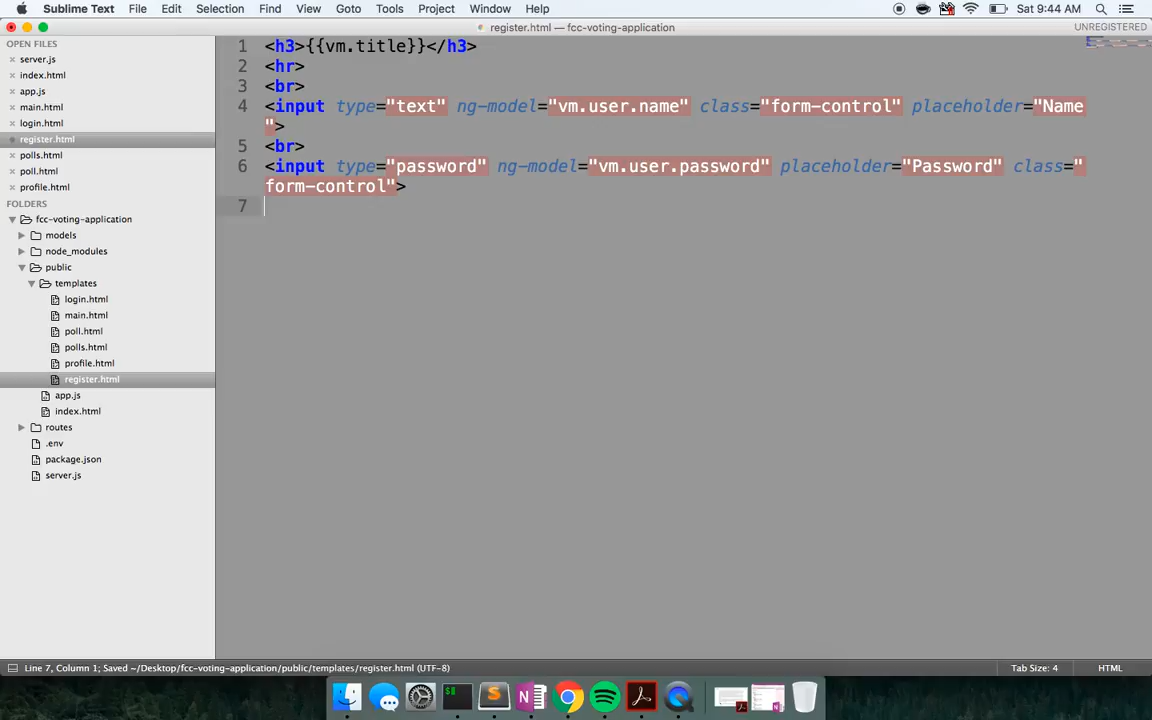 Sublime Text File Edit Selection Find View Goto Tools Project Window Help Sat 9:44 AM
register.html — fcc-voting-application UNREGISTERED
OPEN FILES
server.js
index.html
app.js
main.html
login.html
register.html
polls.html
poll.html
profile.html
FOLDERS
fcc-voting-application
models
node_modules
public
templates
login.html
main.html
poll.html
polls.html
profile.html
register.html
app.js
index.html
routes
.env
package.json
server.js
1 <h3>{{vm.title}}</h3>
2 <hr>
3 <br>
4 <input type="text" ng-model="vm.user.name" class="form-control" placeholder="Name
">
5 <br>
6 <input type="password" ng-model="vm.user.password" placeholder="Password" class="
form-control">
7
Line 7, Column 1; Saved ~/Desktop/fcc-voting-application/public/templates/register.html (UTF-8) Tab Size: 4 HTML